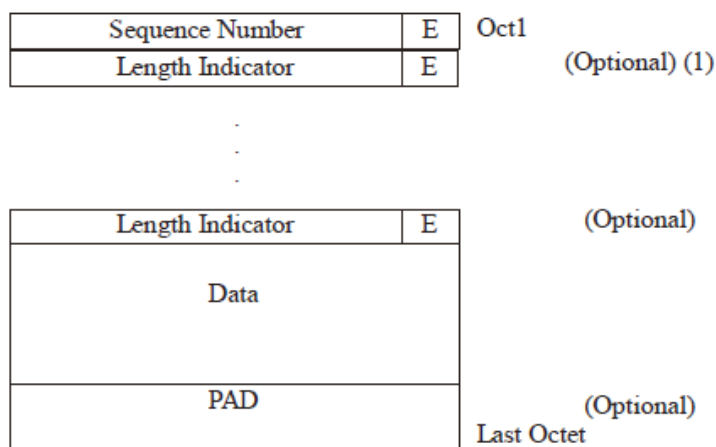 Sequence Number E Oct1
Length Indicator E (Optional) (1)
.
.
.
Length Indicator E (Optional)
Data
PAD (Optional)
Last Octet